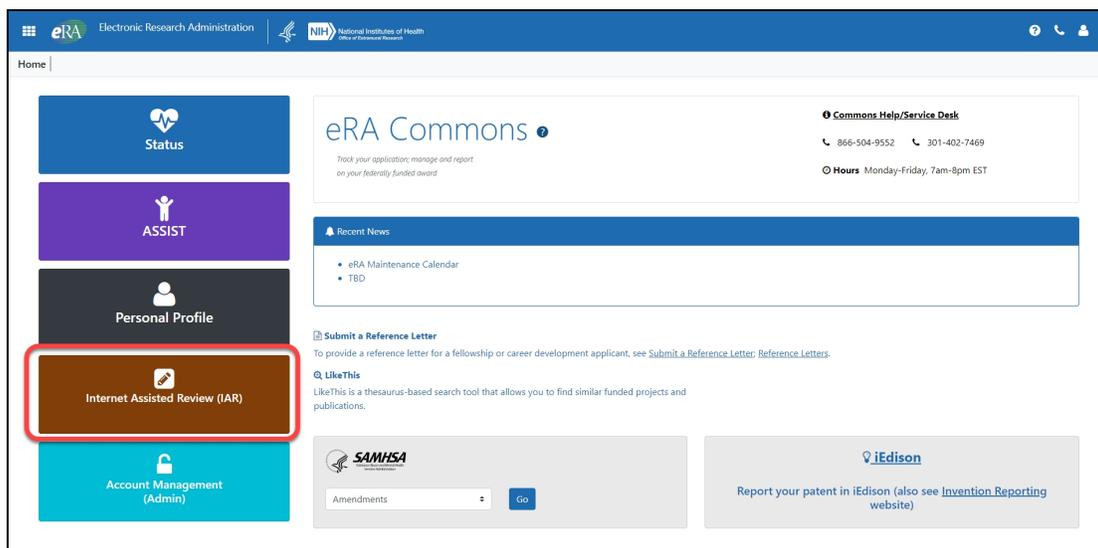 eRA
Electronic Research Administration
NIH National Institutes of Health
Office of Extramural Research
Home
Status
ASSIST
Personal Profile
Internet Assisted Review (IAR)
Account Management
(Admin)
eRA Commons
Track your application; manage and report
on your federally funded award
Commons Help/Service Desk
866-504-9552 301-402-7469
Hours Monday-Friday, 7am-8pm EST
Recent News
eRA Maintenance Calendar
TBD
Submit a Reference Letter
To provide a reference letter for a fellowship or career development applicant, see Submit a Reference Letter; Reference Letters.
LikeThis
LikeThis is a thesaurus-based search tool that allows you to find similar funded projects and
publications.
SAMHSA
Amendments
Go
iEdison
Report your patent in iEdison (also see Invention Reporting
website)